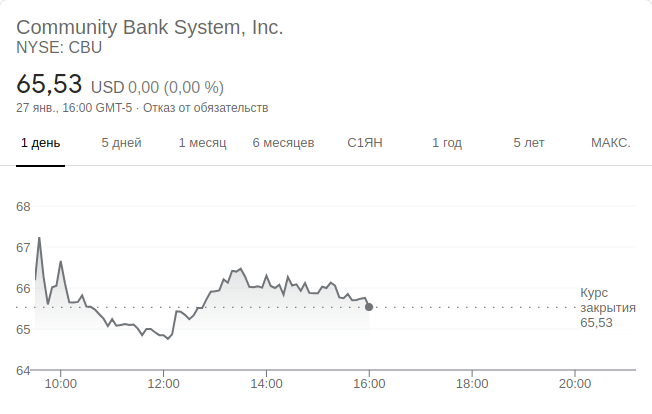 Community Bank System, Inc.
NYSE: CBU
65,53 USD 0,00 (0,00 %)
27 янв., 16:00 GMT-5 · Отказ от обязательств
1 день 5 дней 1 месяц 6 месяцев С1ЯН 1 год 5 лет МАКС.
68
67
66
65
64
Курс
закрытия
65,53
10:00 12:00 14:00 16:00 18:00 20:00